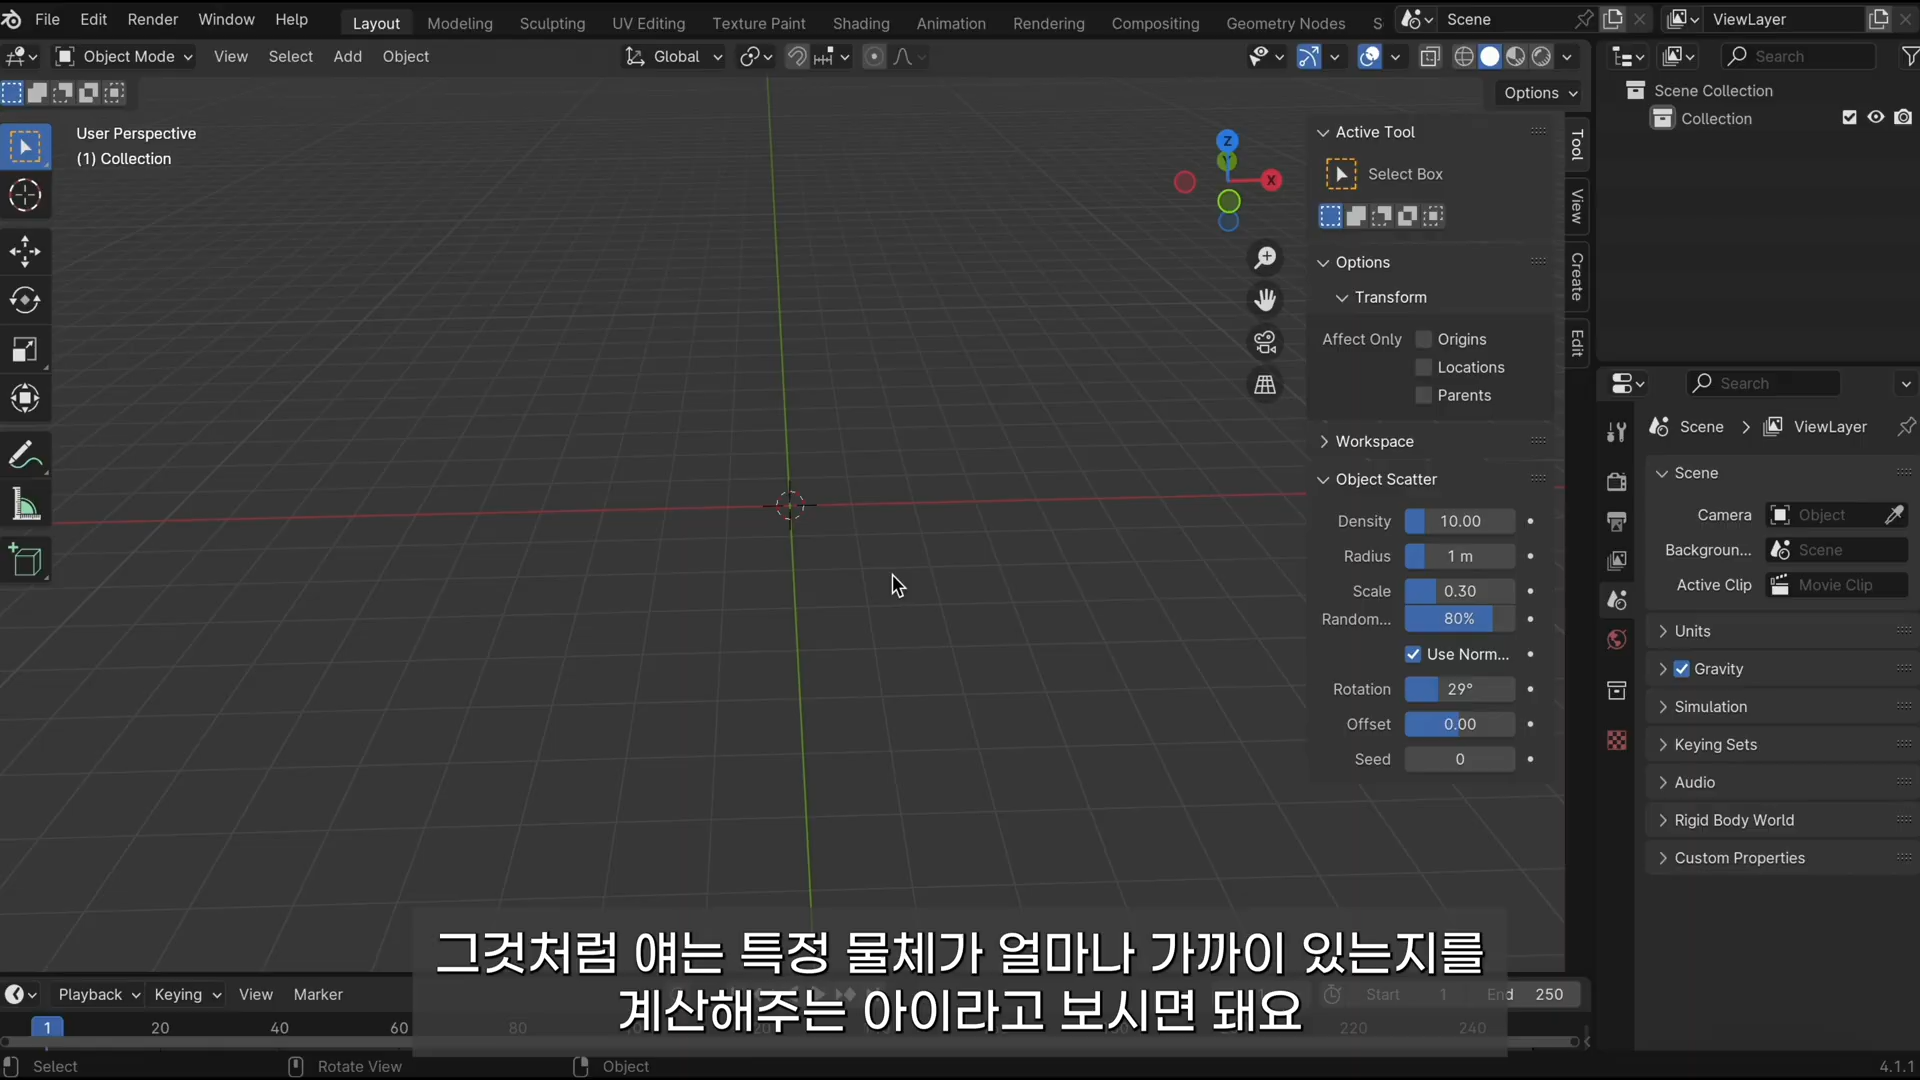 File Edit Render Window Help Layout Modeling Sculpting UV Editing Texture Paint Shading Animation Rendering Compositing Geometry Nodes S Scene ViewLayer
Object Mode View Select Add Object Global Search
Options
User Perspective
(1) Collection
Z
Y
X
Active Tool
Select Box
Options
Transform
Affect Only Origins
Locations
Parents
Workspace
Object Scatter
Density 10.00
Radius 1 m
Scale 0.30
Random... 80%
Use Norm...
Rotation 29°
Offset 0.00
Seed 0
Tool
View
Create
Edit
Scene Collection
Collection
Search
Scene ViewLayer
Scene
Camera Object
Backgroun... Scene
Active Clip Movie Clip
Units
Gravity
Simulation
Keying Sets
Audio
Rigid Body World
Custom Properties
그것처럼 얘는 특정 물체가 얼마나 가까이 있는지를
계산해주는 아이라고 보시면 돼요
Playback Keying View Marker Start 1 End 250
1 20 40 60 80 220 240
Select Rotate View Object 4.1.1